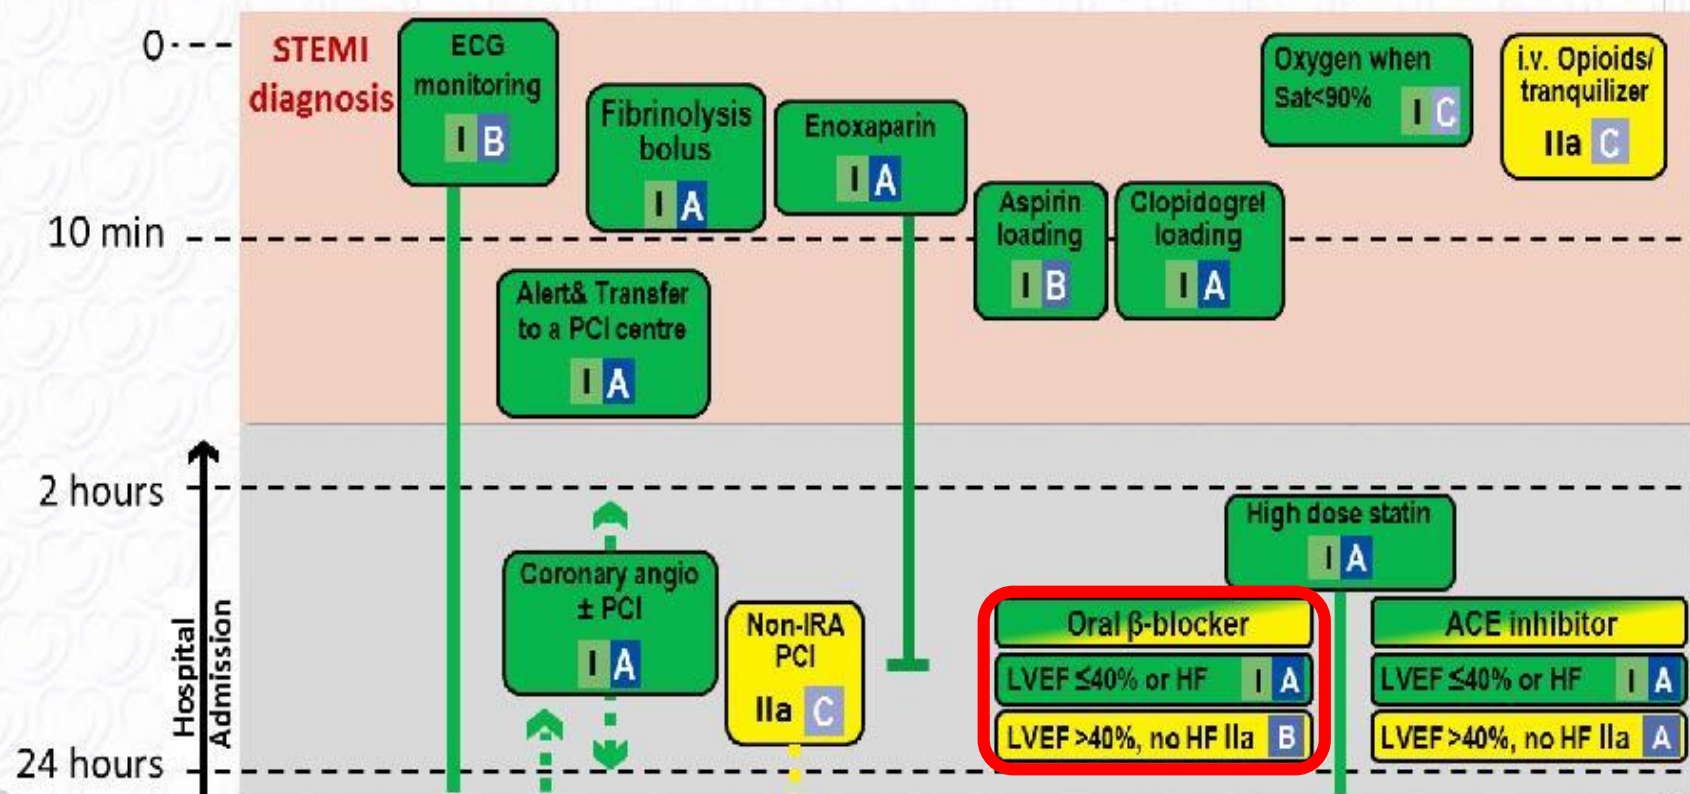 0
STEMI
diagnosis
ECG
monitoring
I B
Fibrinolysis
bolus
I A
Enoxaparin
I A
Aspirin
loading
I B
Clopidogrel
loading
I A
Oxygen when
Sat<90% I C
i.v. Opioids/
tranquilizer
IIa C
10 min
Alert& Transfer
to a PCI centre
I A
2 hours
Hospital
Admission
Coronary angio
± PCI
I A
Non-IRA
PCI
IIa C
High dose statin
I A
Oral β-blocker
LVEF ≤40% or HF I A
LVEF >40%, no HF IIa B
ACE inhibitor
LVEF ≤40% or HF I A
LVEF >40%, no HF IIa A
24 hours